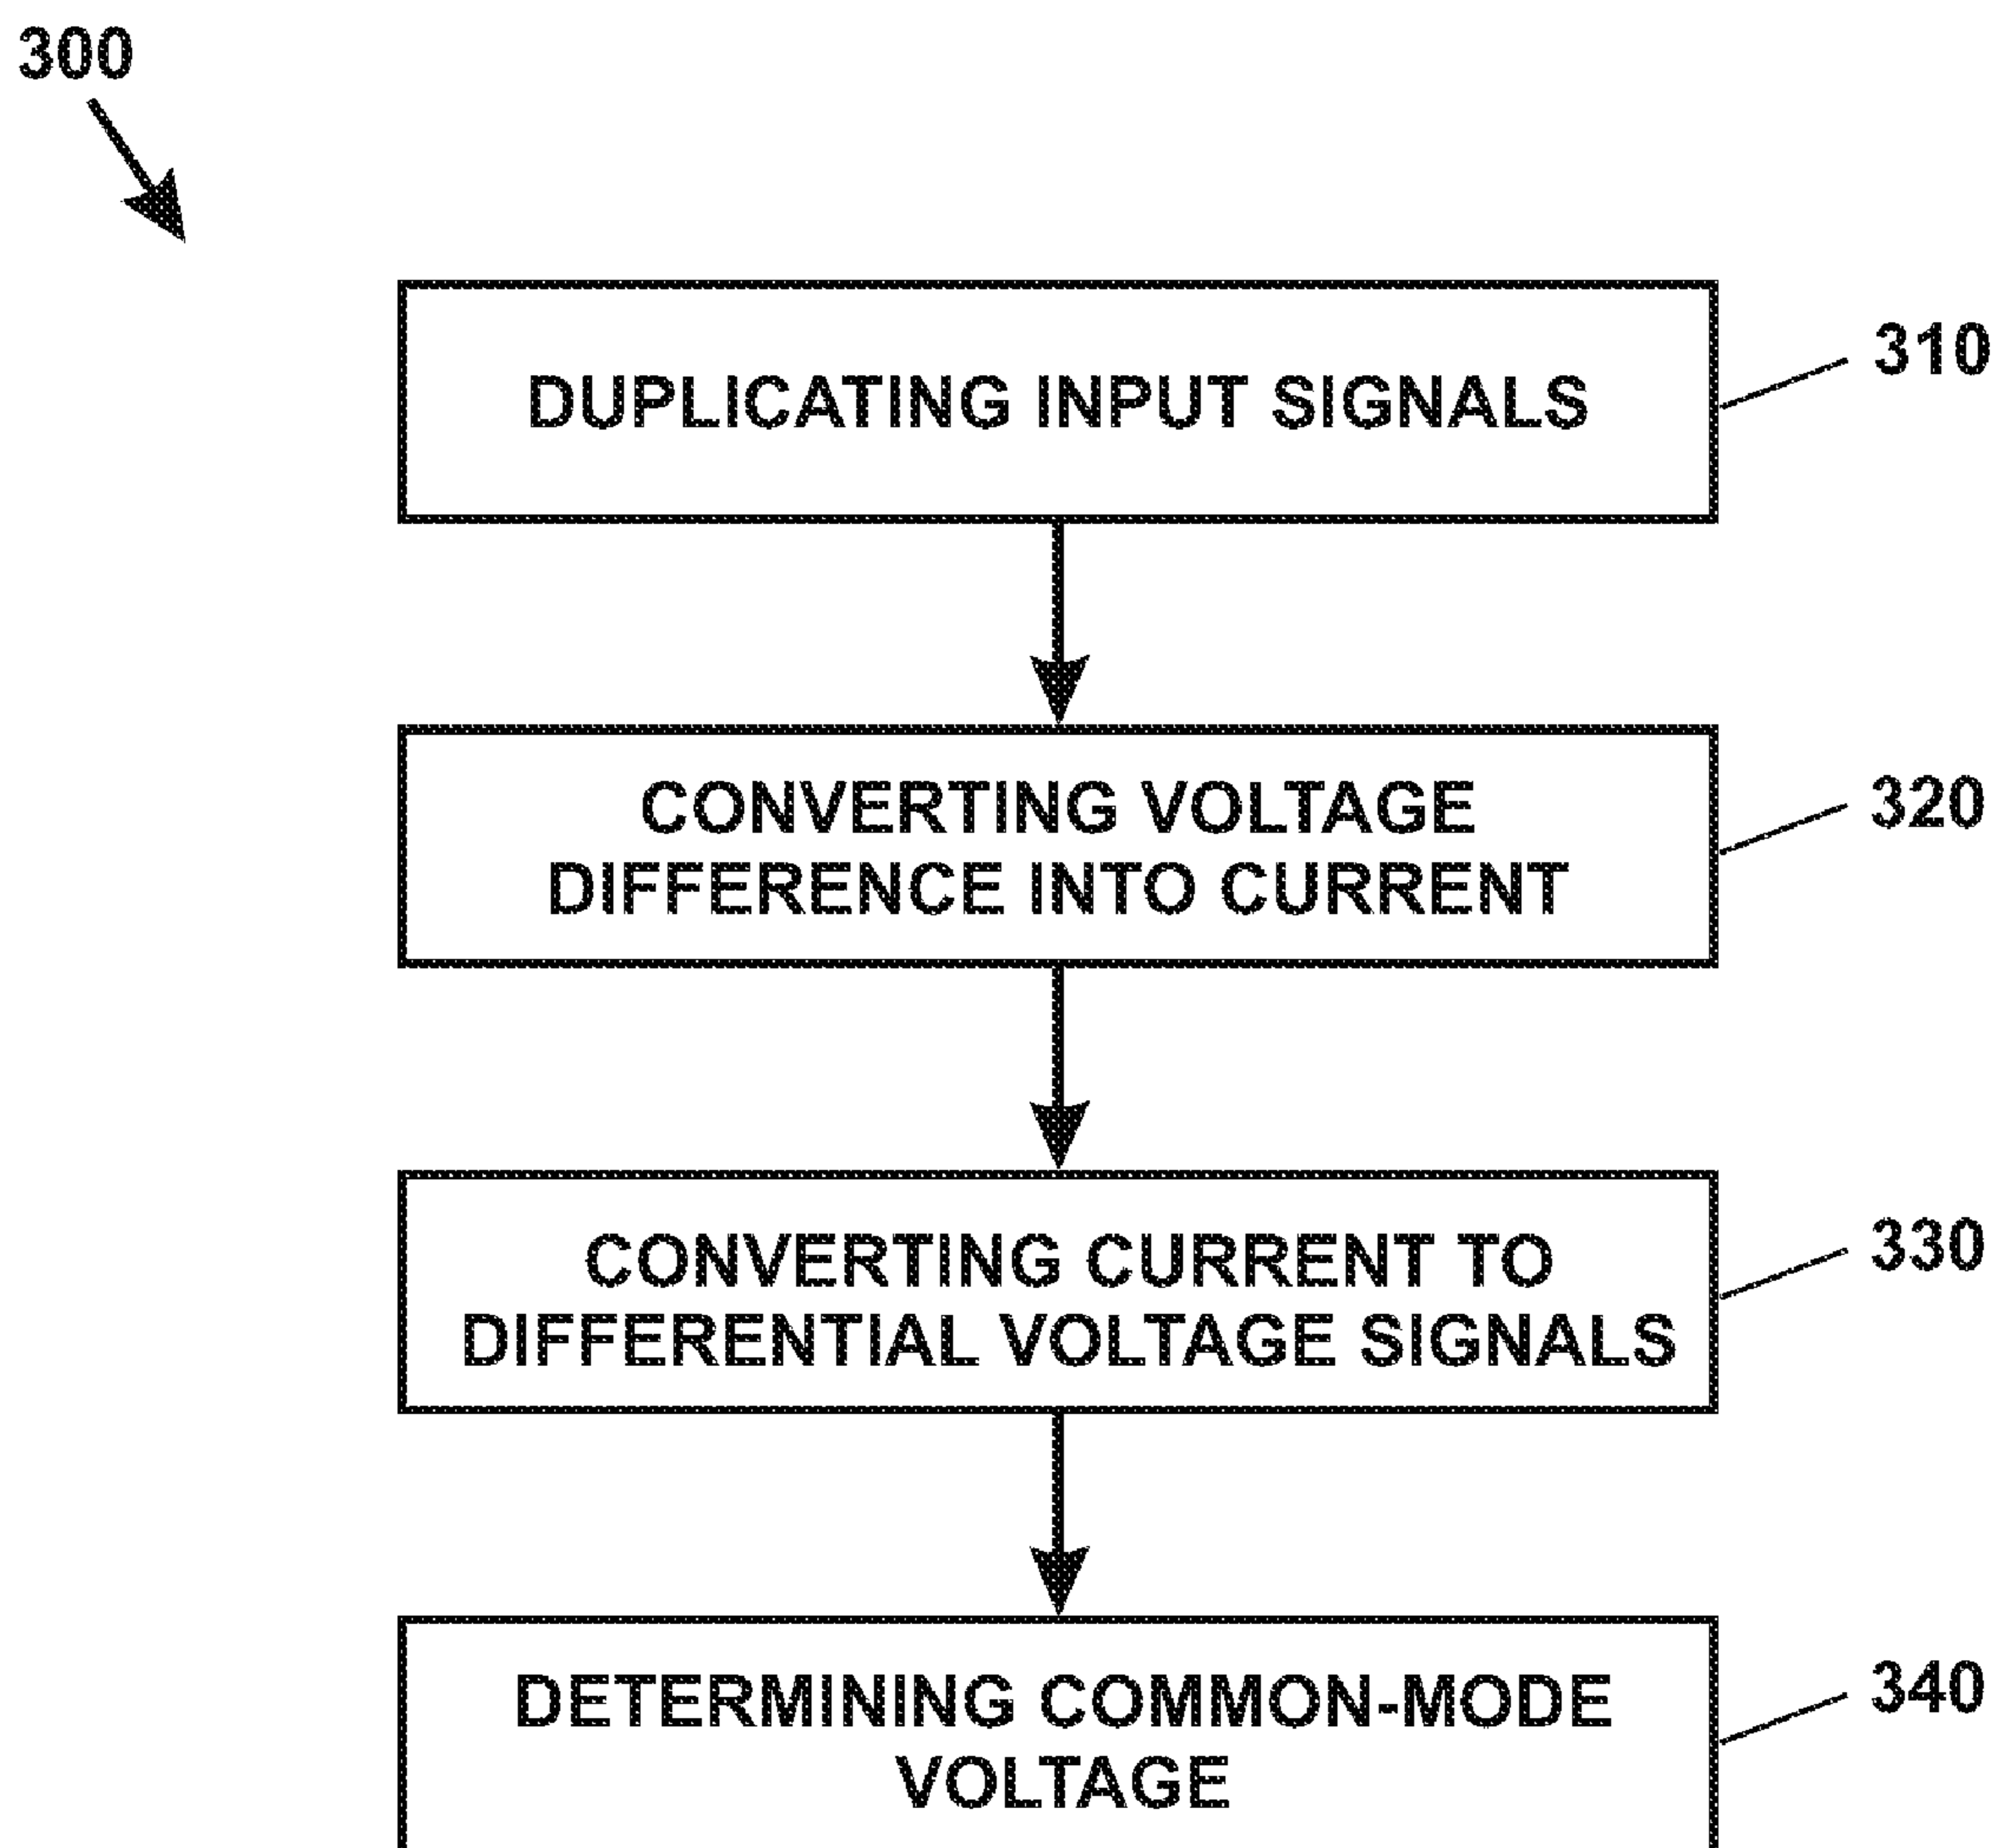 300
DUPLICATING INPUT SIGNALS
310
CONVERTING VOLTAGE
DIFFERENCE INTO CURRENT
320
CONVERTING CURRENT TO
DIFFERENTIAL VOLTAGE SIGNALS
330
DETERMINING COMMON-MODE
VOLTAGE
340